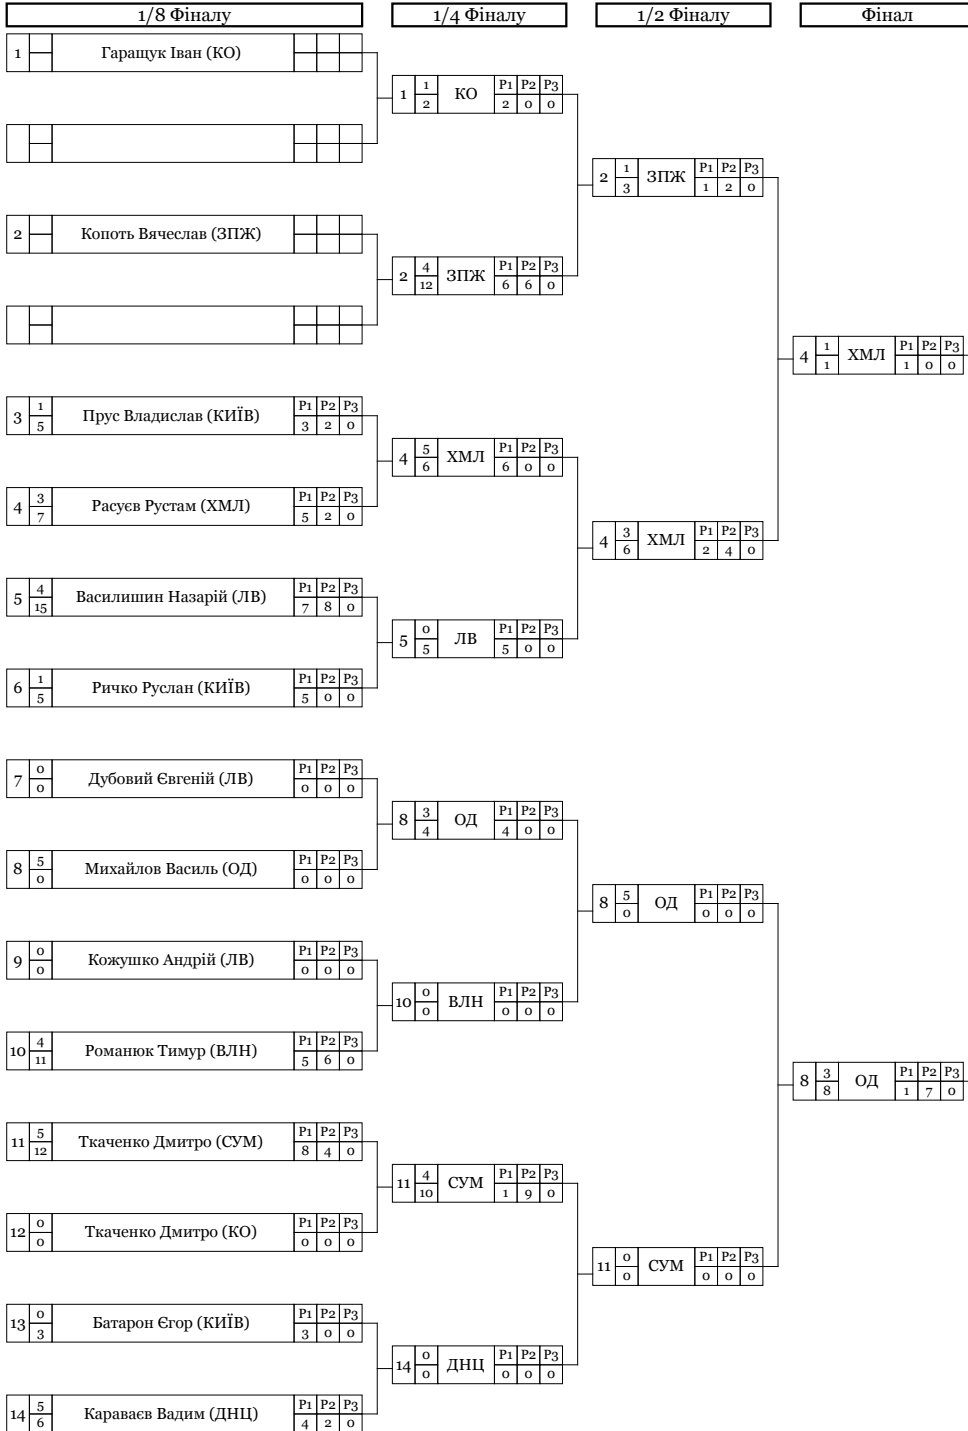 1/8 Фіналу 1/4 Фіналу 1/2 Фіналу Фінал
1 Гаращук Іван (КО)
1 1 КО P1 P2 P3
2 2 0 0
2 1 ЗПЖ P1 P2 P3
3 1 2 0
2 Копоть Вячеслав (ЗПЖ)
2 4 ЗПЖ P1 P2 P3
12 6 6 0
4 1 ХМЛ P1 P2 P3
1 1 0 0
3 1 Прус Владислав (КИЇВ) P1 P2 P3
5 3 2 0
4 5 ХМЛ P1 P2 P3
6 6 0 0
4 3 Расуєв Рустам (ХМЛ) P1 P2 P3
7 5 2 0
4 3 ХМЛ P1 P2 P3
6 2 4 0
5 4 Василишин Назарій (ЛВ) P1 P2 P3
15 7 8 0
5 0 ЛВ P1 P2 P3
5 5 0 0
6 1 Ричко Руслан (КИЇВ) P1 P2 P3
5 5 0 0
7 0 Дубовий Євгеній (ЛВ) P1 P2 P3
0 0 0 0
8 3 ОД P1 P2 P3
4 4 0 0
8 5 Михайлов Василь (ОД) P1 P2 P3
0 0 0 0
8 5 ОД P1 P2 P3
0 0 0 0
9 0 Кожушко Андрій (ЛВ) P1 P2 P3
0 0 0 0
10 0 ВЛН P1 P2 P3
0 0 0 0
10 4 Романюк Тимур (ВЛН) P1 P2 P3
11 5 6 0
8 3 ОД P1 P2 P3
8 1 7 0
11 5 Ткаченко Дмитро (СУМ) P1 P2 P3
12 8 4 0
11 4 СУМ P1 P2 P3
10 1 9 0
12 0 Ткаченко Дмитро (КО) P1 P2 P3
0 0 0 0
11 0 СУМ P1 P2 P3
0 0 0 0
13 0 Батарон Єгор (КИЇВ) P1 P2 P3
3 3 0 0
14 0 ДНЦ P1 P2 P3
0 0 0 0
14 5 Караваєв Вадим (ДНЦ) P1 P2 P3
6 4 2 0